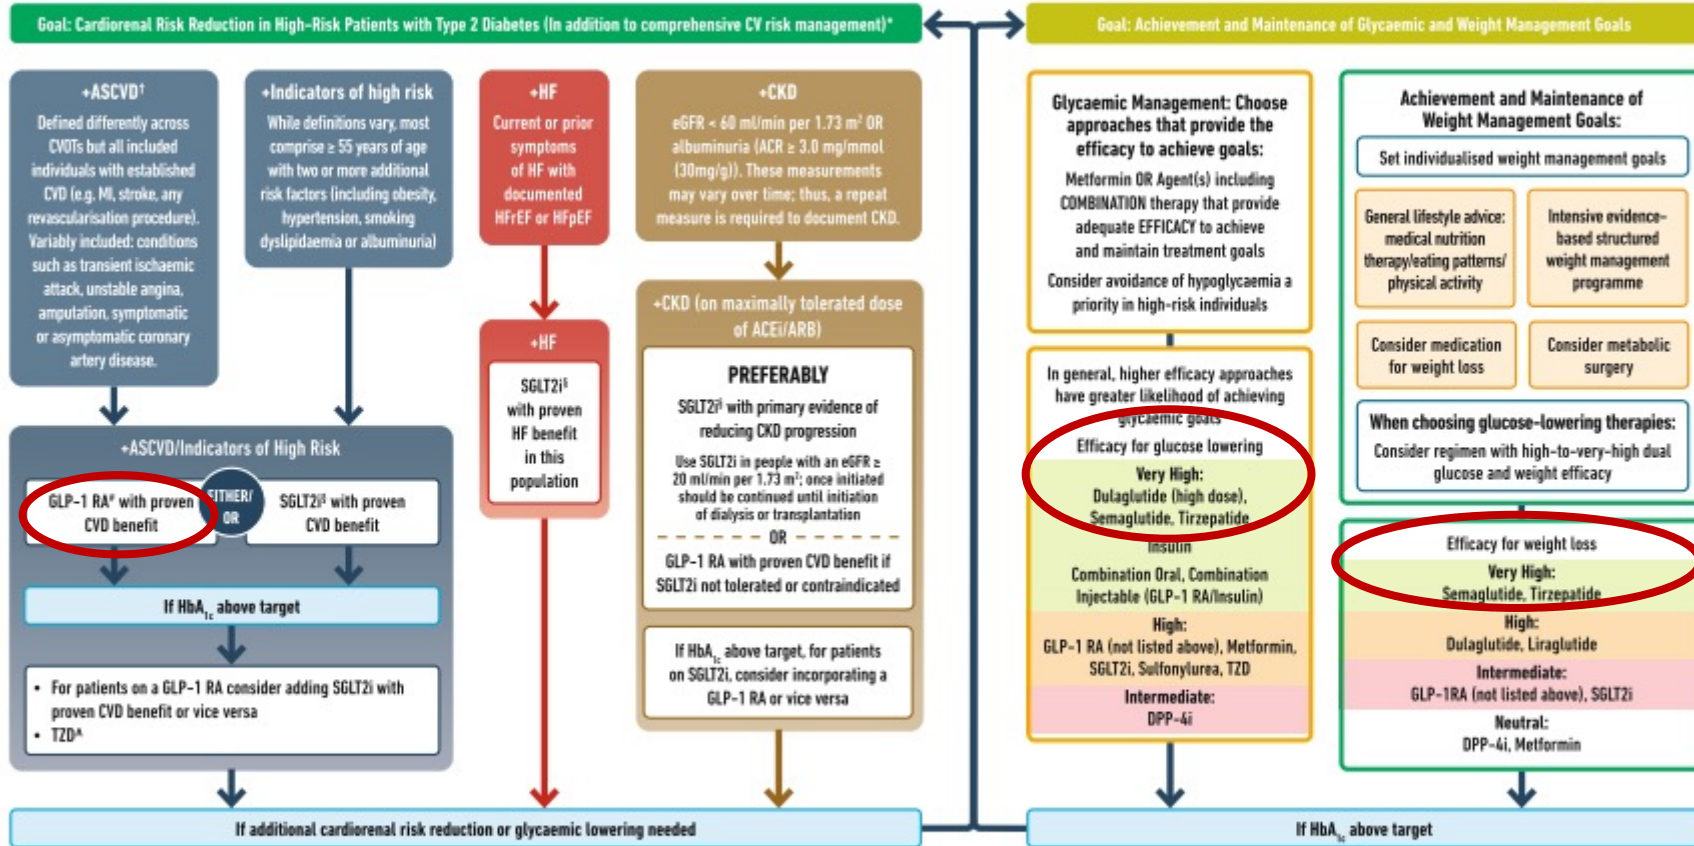 Goal: Cardiorenal Risk Reduction in High-Risk Patients with Type 2 Diabetes (In addition to comprehensive CV risk management)*
Goal: Achievement and Maintenance of Glycaemic and Weight Management Goals
+ASCVD†
Defined differently across
CVOTs but all included
individuals with established
CVD (e.g. MI, stroke, any
revascularisation procedure).
Variably included: conditions
such as transient ischaemic
attack, unstable angina,
amputation, symptomatic
or asymptomatic coronary
artery disease.
+Indicators of high risk
While definitions vary, most
comprise ≥ 55 years of age
with two or more additional
risk factors (including obesity,
hypertension, smoking
dyslipidaemia or albuminuria)
+HF
Current or prior
symptoms
of HF with
documented
HFrEF or HFpEF
+CKD
eGFR < 60 ml/min per 1.73 m² OR
albuminuria (ACR ≥ 3.0 mg/mmol
(30mg/g)). These measurements
may vary over time; thus, a repeat
measure is required to document CKD.
+ASCVD/Indicators of High Risk
GLP-1 RA# with proven
CVD benefit
EITHER/
OR
SGLT2i§ with proven
CVD benefit
If HbA1c above target
• For patients on a GLP-1 RA consider adding SGLT2i with
proven CVD benefit or vice versa
• TZD^
+HF
SGLT2i§
with proven
HF benefit
in this
population
+CKD (on maximally tolerated dose
of ACEi/ARB)
PREFERABLY
SGLT2i§ with primary evidence of
reducing CKD progression
Use SGLT2i in people with an eGFR ≥
20 ml/min per 1.73 m²; once initiated
should be continued until initiation
of dialysis or transplantation
OR
GLP-1 RA with proven CVD benefit if
SGLT2i not tolerated or contraindicated
If HbA1c above target, for patients
on SGLT2i, consider incorporating a
GLP-1 RA or vice versa
If additional cardiorenal risk reduction or glycaemic lowering needed
Glycaemic Management: Choose
approaches that provide the
efficacy to achieve goals:
Metformin OR Agent(s) including
COMBINATION therapy that provide
adequate EFFICACY to achieve
and maintain treatment goals
Consider avoidance of hypoglycaemia a
priority in high-risk individuals
In general, higher efficacy approaches
have greater likelihood of achieving
glycaemic goals
Efficacy for glucose lowering
Very High:
Dulaglutide (high dose),
Semaglutide, Tirzepatide
Insulin
Combination Oral, Combination
Injectable (GLP-1 RA/Insulin)
High:
GLP-1 RA (not listed above), Metformin,
SGLT2i, Sulfonylurea, TZD
Intermediate:
DPP-4i
Achievement and Maintenance of
Weight Management Goals:
Set individualised weight management goals
General lifestyle advice:
medical nutrition
therapy/eating patterns/
physical activity
Intensive evidence-
based structured
weight management
programme
Consider medication
for weight loss
Consider metabolic
surgery
When choosing glucose-lowering therapies:
Consider regimen with high-to-very-high dual
glucose and weight efficacy
Efficacy for weight loss
Very High:
Semaglutide, Tirzepatide
High:
Dulaglutide, Liraglutide
Intermediate:
GLP-1RA (not listed above), SGLT2i
Neutral:
DPP-4i, Metformin
If HbA1c above target